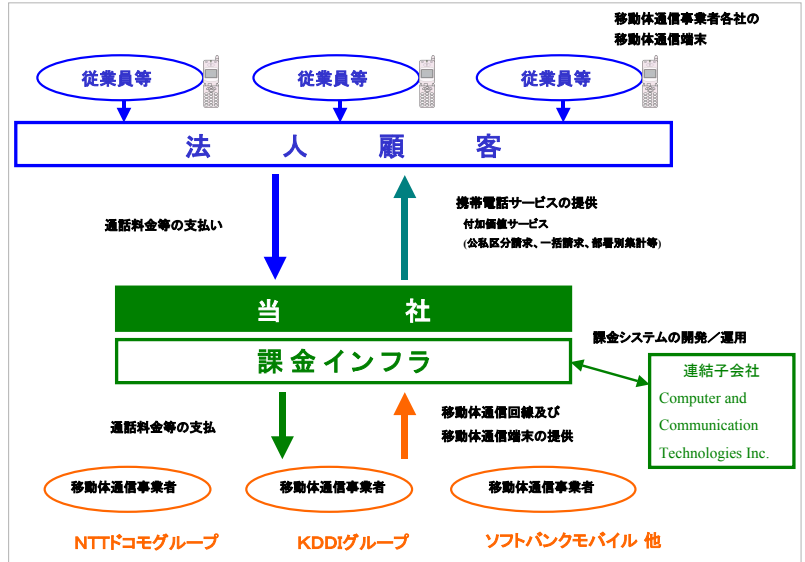 移動体通信事業者各社の
移動体通信端末
従業員等
従業員等
従業員等
法人顧客
通話料金等の支払い
携帯電話サービスの提供
付加価値サービス
(公私区分請求、一括請求、部署別集計等)
当社
課金インフラ
課金システムの開発／運用
連結子会社
Computer and
Communication
Technologies Inc.
通話料金等の支払
移動体通信回線及び
移動体通信端末の提供
移動体通信事業者
移動体通信事業者
移動体通信事業者
NTTドコモグループ
KDDIグループ
ソフトバンクモバイル 他